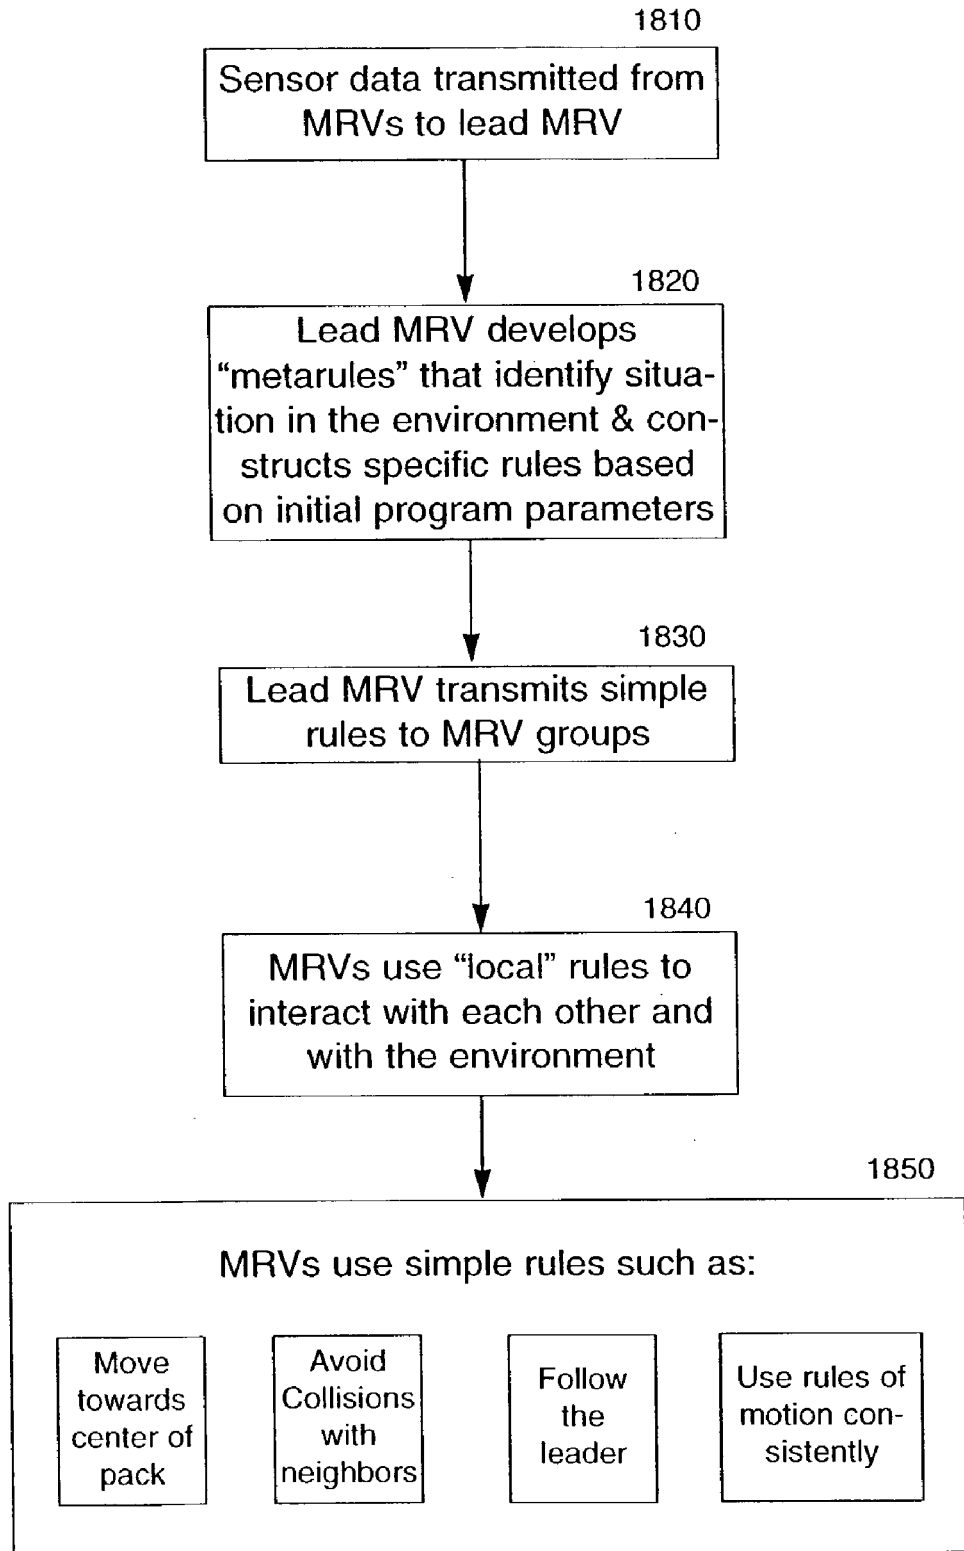 1810
Sensor data transmitted from
MRVs to lead MRV
1820
Lead MRV develops
“metarules” that identify situa-
tion in the environment & con-
structs specific rules based
on initial program parameters
1830
Lead MRV transmits simple
rules to MRV groups
1840
MRVs use “local” rules to
interact with each other and
with the environment
1850
MRVs use simple rules such as:
Move
towards
center of
pack
Avoid
Collisions
with
neighbors
Follow
the
leader
Use rules of
motion con-
sistently